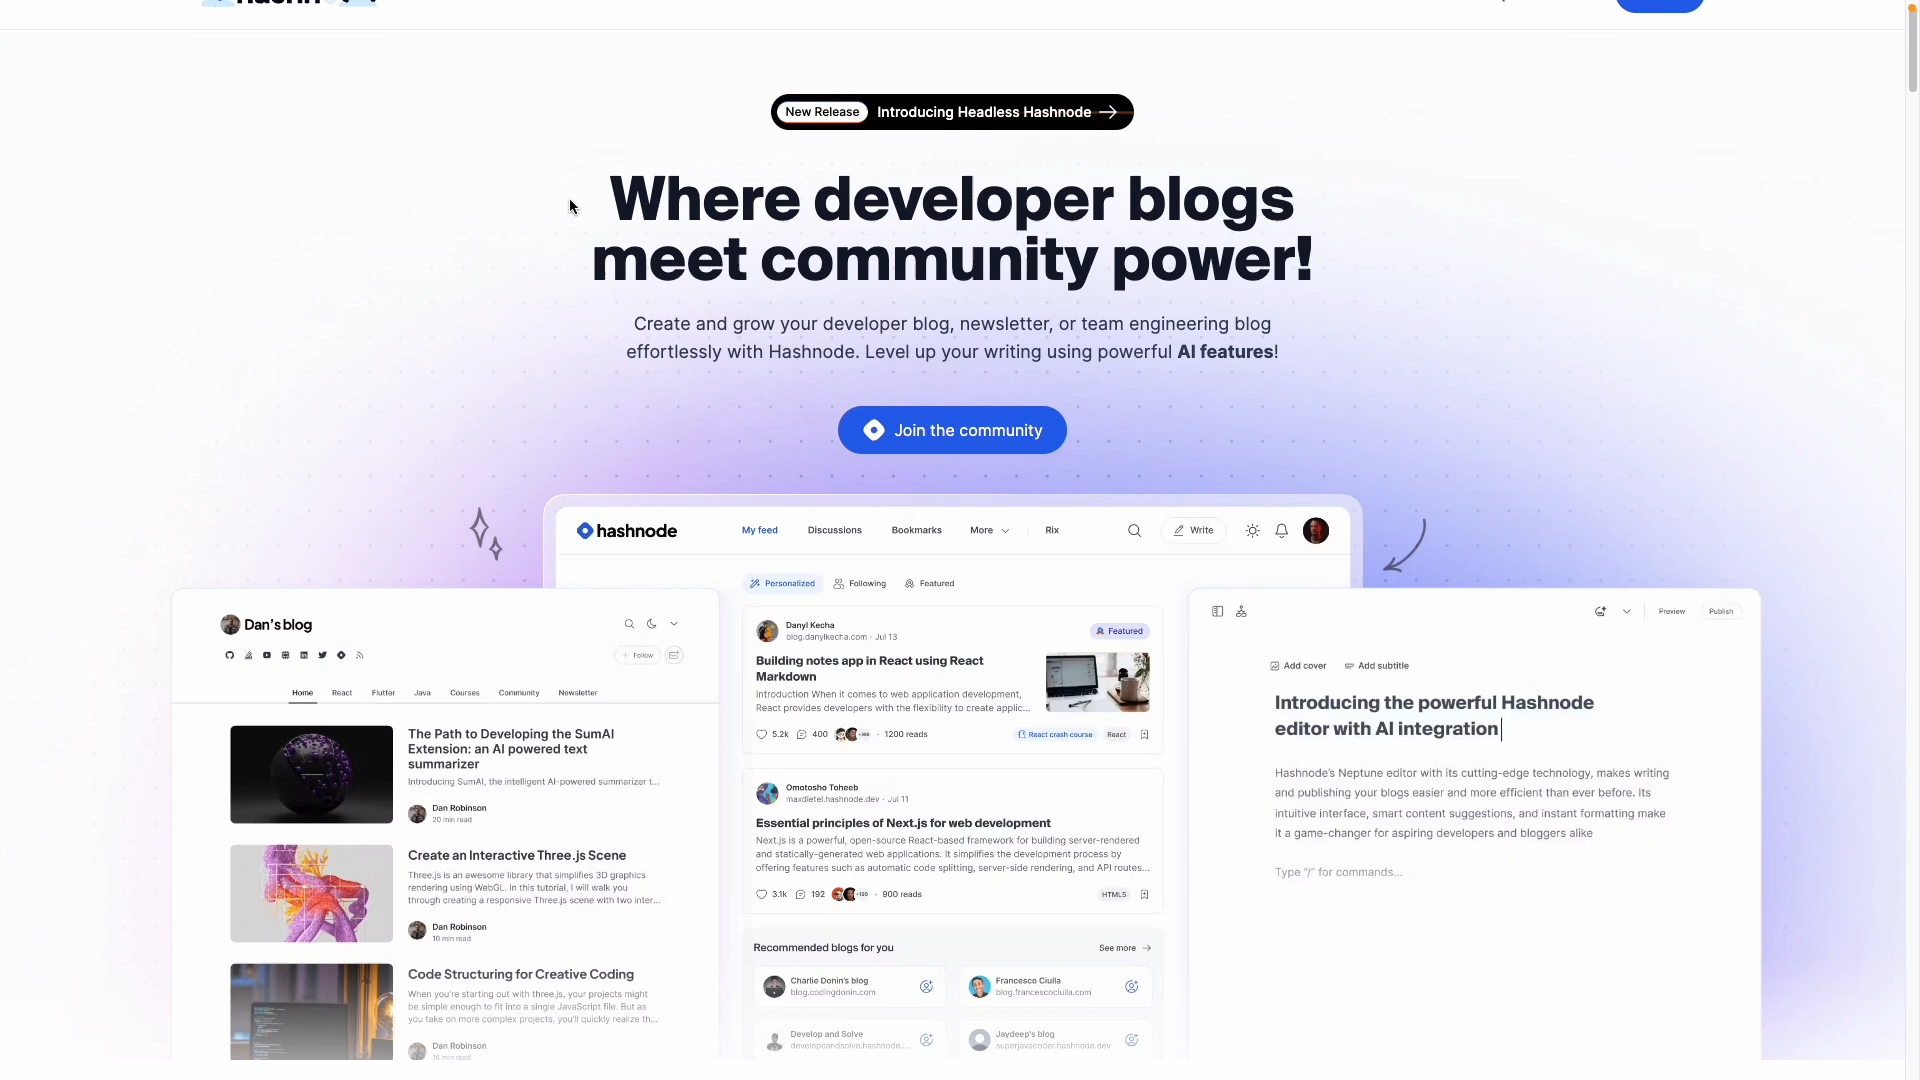 New Release Introducing Headless Hashnode
Where developer blogs
meet community power!
Create and grow your developer blog, newsletter, or team engineering blog
effortlessly with Hashnode. Level up your writing using powerful AI features!
Join the community
hashnode My feed Discussions Bookmarks More Rix Write
Personalized Following Featured
Danyl Kecha
blog.danylkecha.com · Jul 13
Featured
Building notes app in React using React
Markdown
Introduction When it comes to web application development,
React provides developers with the flexibility to create applic...
5.2k 400 · 1200 reads React crash course React
Omotosho Toheeb
maxdietel.hashnode.dev · Jul 11
Essential principles of Next.js for web development
Next.js is a powerful, open-source React-based framework for building server-rendered
and statically-generated web applications. It simplifies the development process by
offering features such as automatic code splitting, server-side rendering, and API routes...
3.1k 192 +190 · 900 reads HTML5
Recommended blogs for you See more
Charlie Donin's blog
blog.codingdonin.com
Francesco Ciulla
blog.francescociulla.com
Develop and Solve
developeandsolve.hashnode....
Jaydeep's blog
superjavacoder.hashnode.dev
Dan's blog
+ Follow
Home React Flutter Java Courses Community Newsletter
The Path to Developing the SumAI
Extension: an AI powered text
summarizer
Introducing SumAI, the intelligent AI-powered summarizer t...
Dan Robinson
20 min read
Create an Interactive Three.js Scene
Three.js is an awesome library that simplifies 3D graphics
rendering using WebGL. In this tutorial, I will walk you
through creating a responsive Three.js scene with two inter...
Dan Robinson
10 min read
Code Structuring for Creative Coding
When you're starting out with three.js, your projects might
be simple enough to fit into a single JavaScript file. But as
you take on more complex projects, you'll quickly realize th...
Dan Robinson
16 min read
Preview Publish
Add cover Add subtitle
Introducing the powerful Hashnode
editor with AI integration
Hashnode's Neptune editor with its cutting-edge technology, makes writing
and publishing your blogs easier and more efficient than ever before. Its
intuitive interface, smart content suggestions, and instant formatting make
it a game-changer for aspiring developers and bloggers alike
Type "/" for commands...